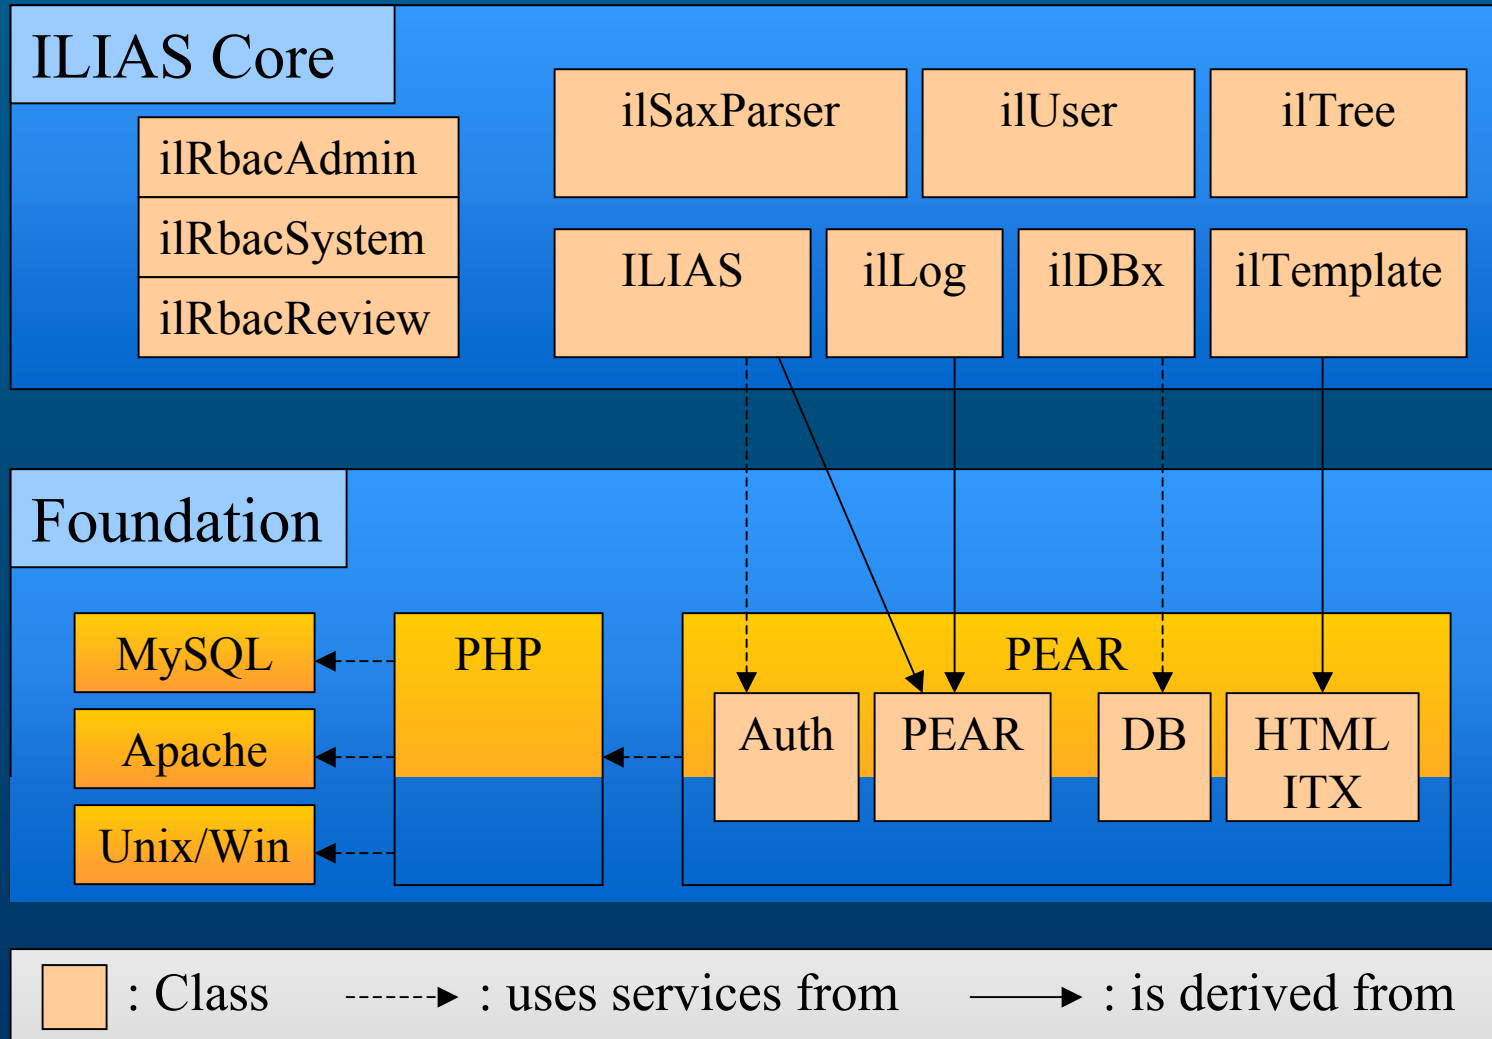 ILIAS Core
ilRbacAdmin
ilRbacSystem
ilRbacReview
ilSaxParser
ilUser
ilTree
ILIAS
ilLog
ilDBx
ilTemplate
Foundation
MySQL
Apache
Unix/Win
PHP
PEAR
Auth
PEAR
DB
HTML
ITX
: Class
: uses services from
: is derived from